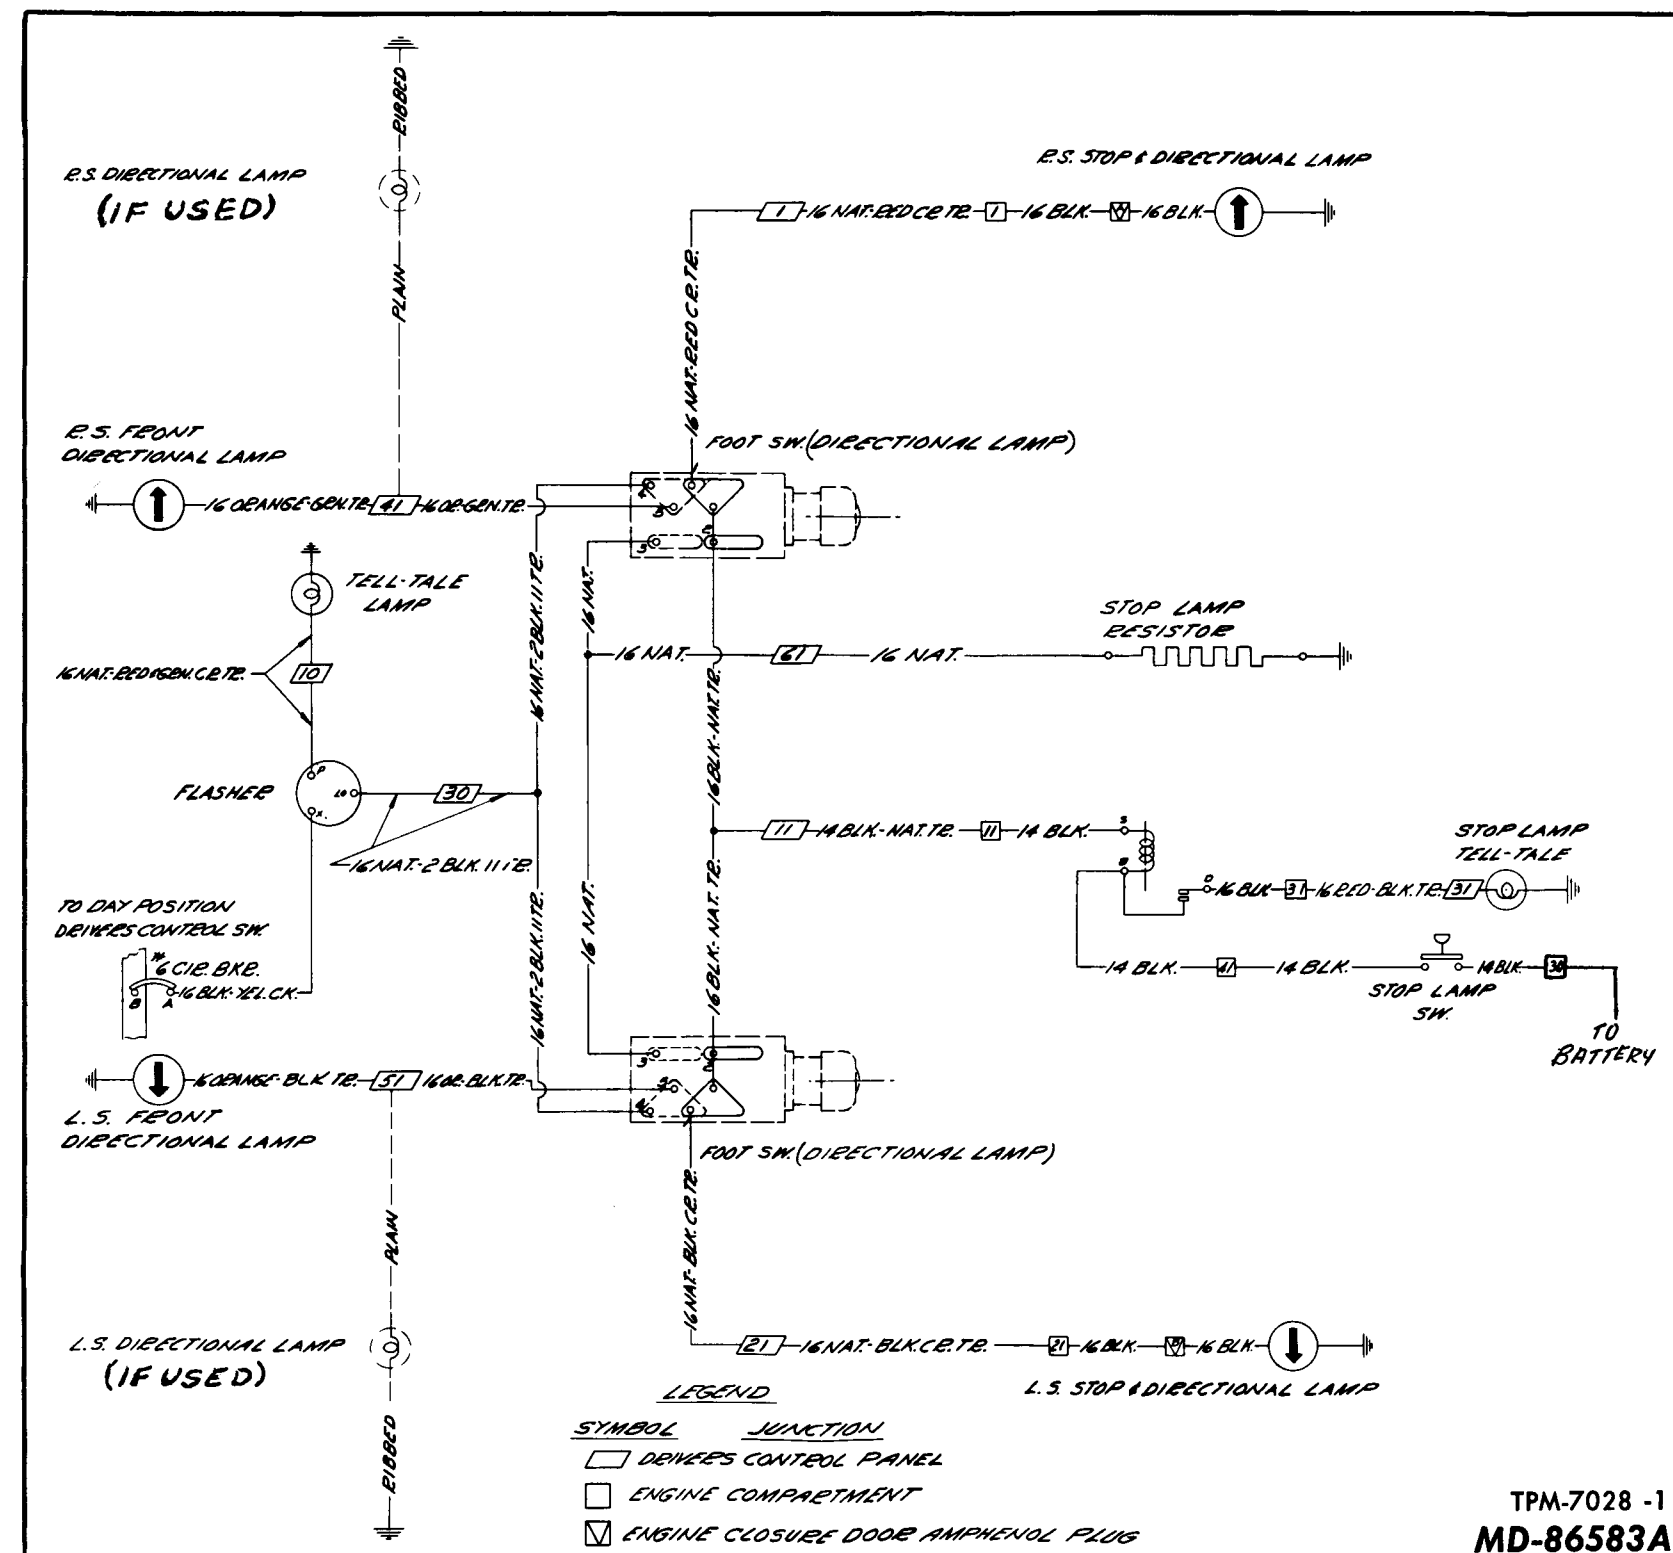 RIBBED
R.S. DIRECTIONAL LAMP
(IF USED)
PLAIN
R.S. STOP & DIRECTIONAL LAMP
1
16 NAT-RED CR.TR.
1
16 BLK.
16 BLK.
16 NAT-RED CR.TR.
FOOT SW.(DIRECTIONAL LAMP)
R.S. FRONT
DIRECTIONAL LAMP
16 ORANGE-GRN.TR.
41
16 OR-GRN.TR.
3
TELL-TALE
LAMP
16 NAT-RED&GRN.CR.TR.
10
16 NAT-2 BLK.11 TR.
16 NAT.
16 NAT.
61
16 NAT.
STOP LAMP
RESISTOR
FLASHER
P
LO
X.
30
16 NAT-2 BLK.11 TR.
16 BLK-NAT.TR.
11
14 BLK-NAT.TR.
11
14 BLK.
S
B
D
16 BLK
31
16 RED-BLK.TR.
31
STOP LAMP
TELL-TALE
TO DAY POSITION
DRIVERS CONTROL SW.
#6 CIR. BKR.
B
A
16 BLK-YEL.CK.
16 NAT-2 BLK.11 TR.
16 NAT.
16 BLK-NAT. TR.
14 BLK.
41
14 BLK.
14 BLK
30
STOP LAMP
SW.
TO
BATTERY
16 ORANGE-BLK TR.
51
16 OR-BLK.TR.
3
L.S. FRONT
DIRECTIONAL LAMP
FOOT SW.(DIRECTIONAL LAMP)
PLAIN
16 NAT-BLK.CR.TR.
L.S. DIRECTIONAL LAMP
(IF USED)
RIBBED
21
16 NAT-BLK.CR.TR.
21
16 BLK.
16 BLK.
L.S. STOP & DIRECTIONAL LAMP
LEGEND
SYMBOL JUNCTION
DRIVERS CONTROL PANEL
ENGINE COMPARTMENT
ENGINE CLOSURE DOOR AMPHENOL PLUG
TPM-7028 -1
MD-86583A